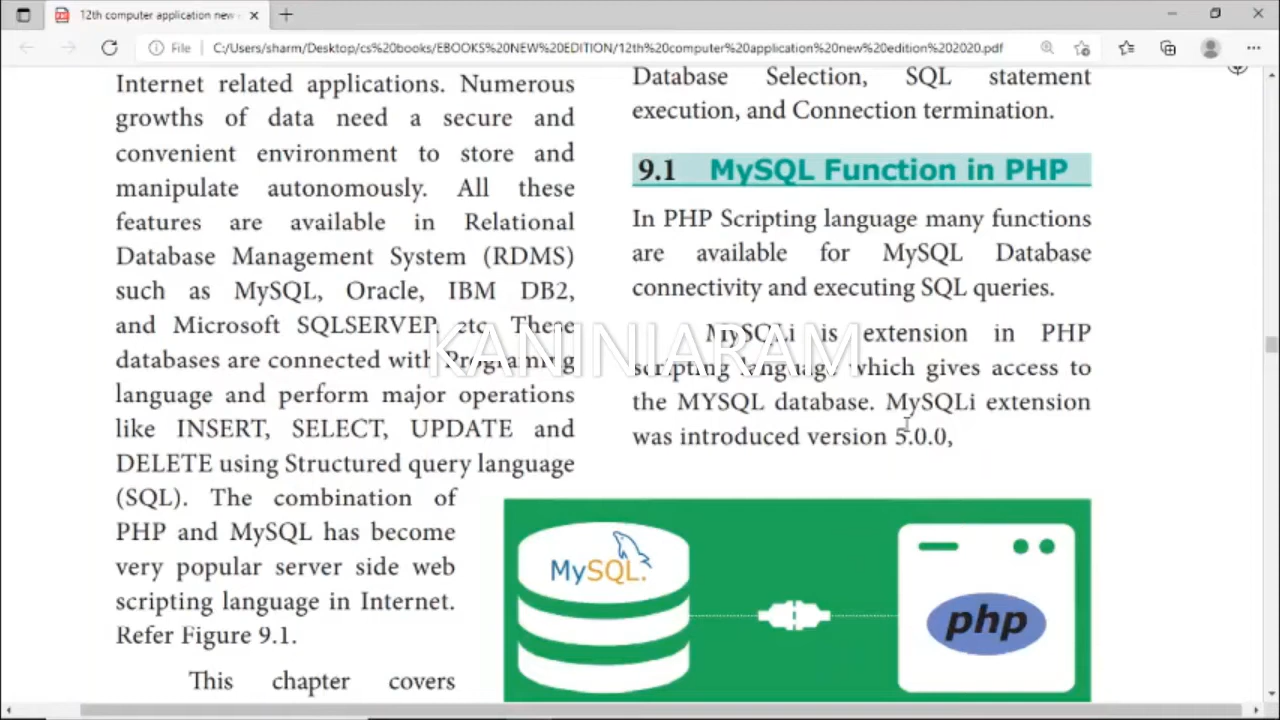 12th computer application new
File
C:/Users/sharm/Desktop/cs%20books/EBOOKS%20NEW%20EDITION/12th%20computer%20application%20new%20edition%202020.pdf
Internet related applications. Numerous
growths of data need a secure and
convenient environment to store and
manipulate autonomously. All these
features are available in Relational
Database Management System (RDMS)
such as MySQL, Oracle, IBM DB2,
and Microsoft SQLSERVER, etc. These
databases are connected with Programing
language and perform major operations
like INSERT, SELECT, UPDATE and
DELETE using Structured query language
(SQL). The combination of
PHP and MySQL has become
very popular server side web
scripting language in Internet.
Refer Figure 9.1.
This chapter covers
Database Selection, SQL statement
execution, and Connection termination.
9.1 MySQL Function in PHP
In PHP Scripting language many functions
are available for MySQL Database
connectivity and executing SQL queries.
MySQLi is extension in PHP
scripting language which gives access to
the MYSQL database. MySQLi extension
was introduced version 5.0.0,
KANINIARAM
MySQL.
php